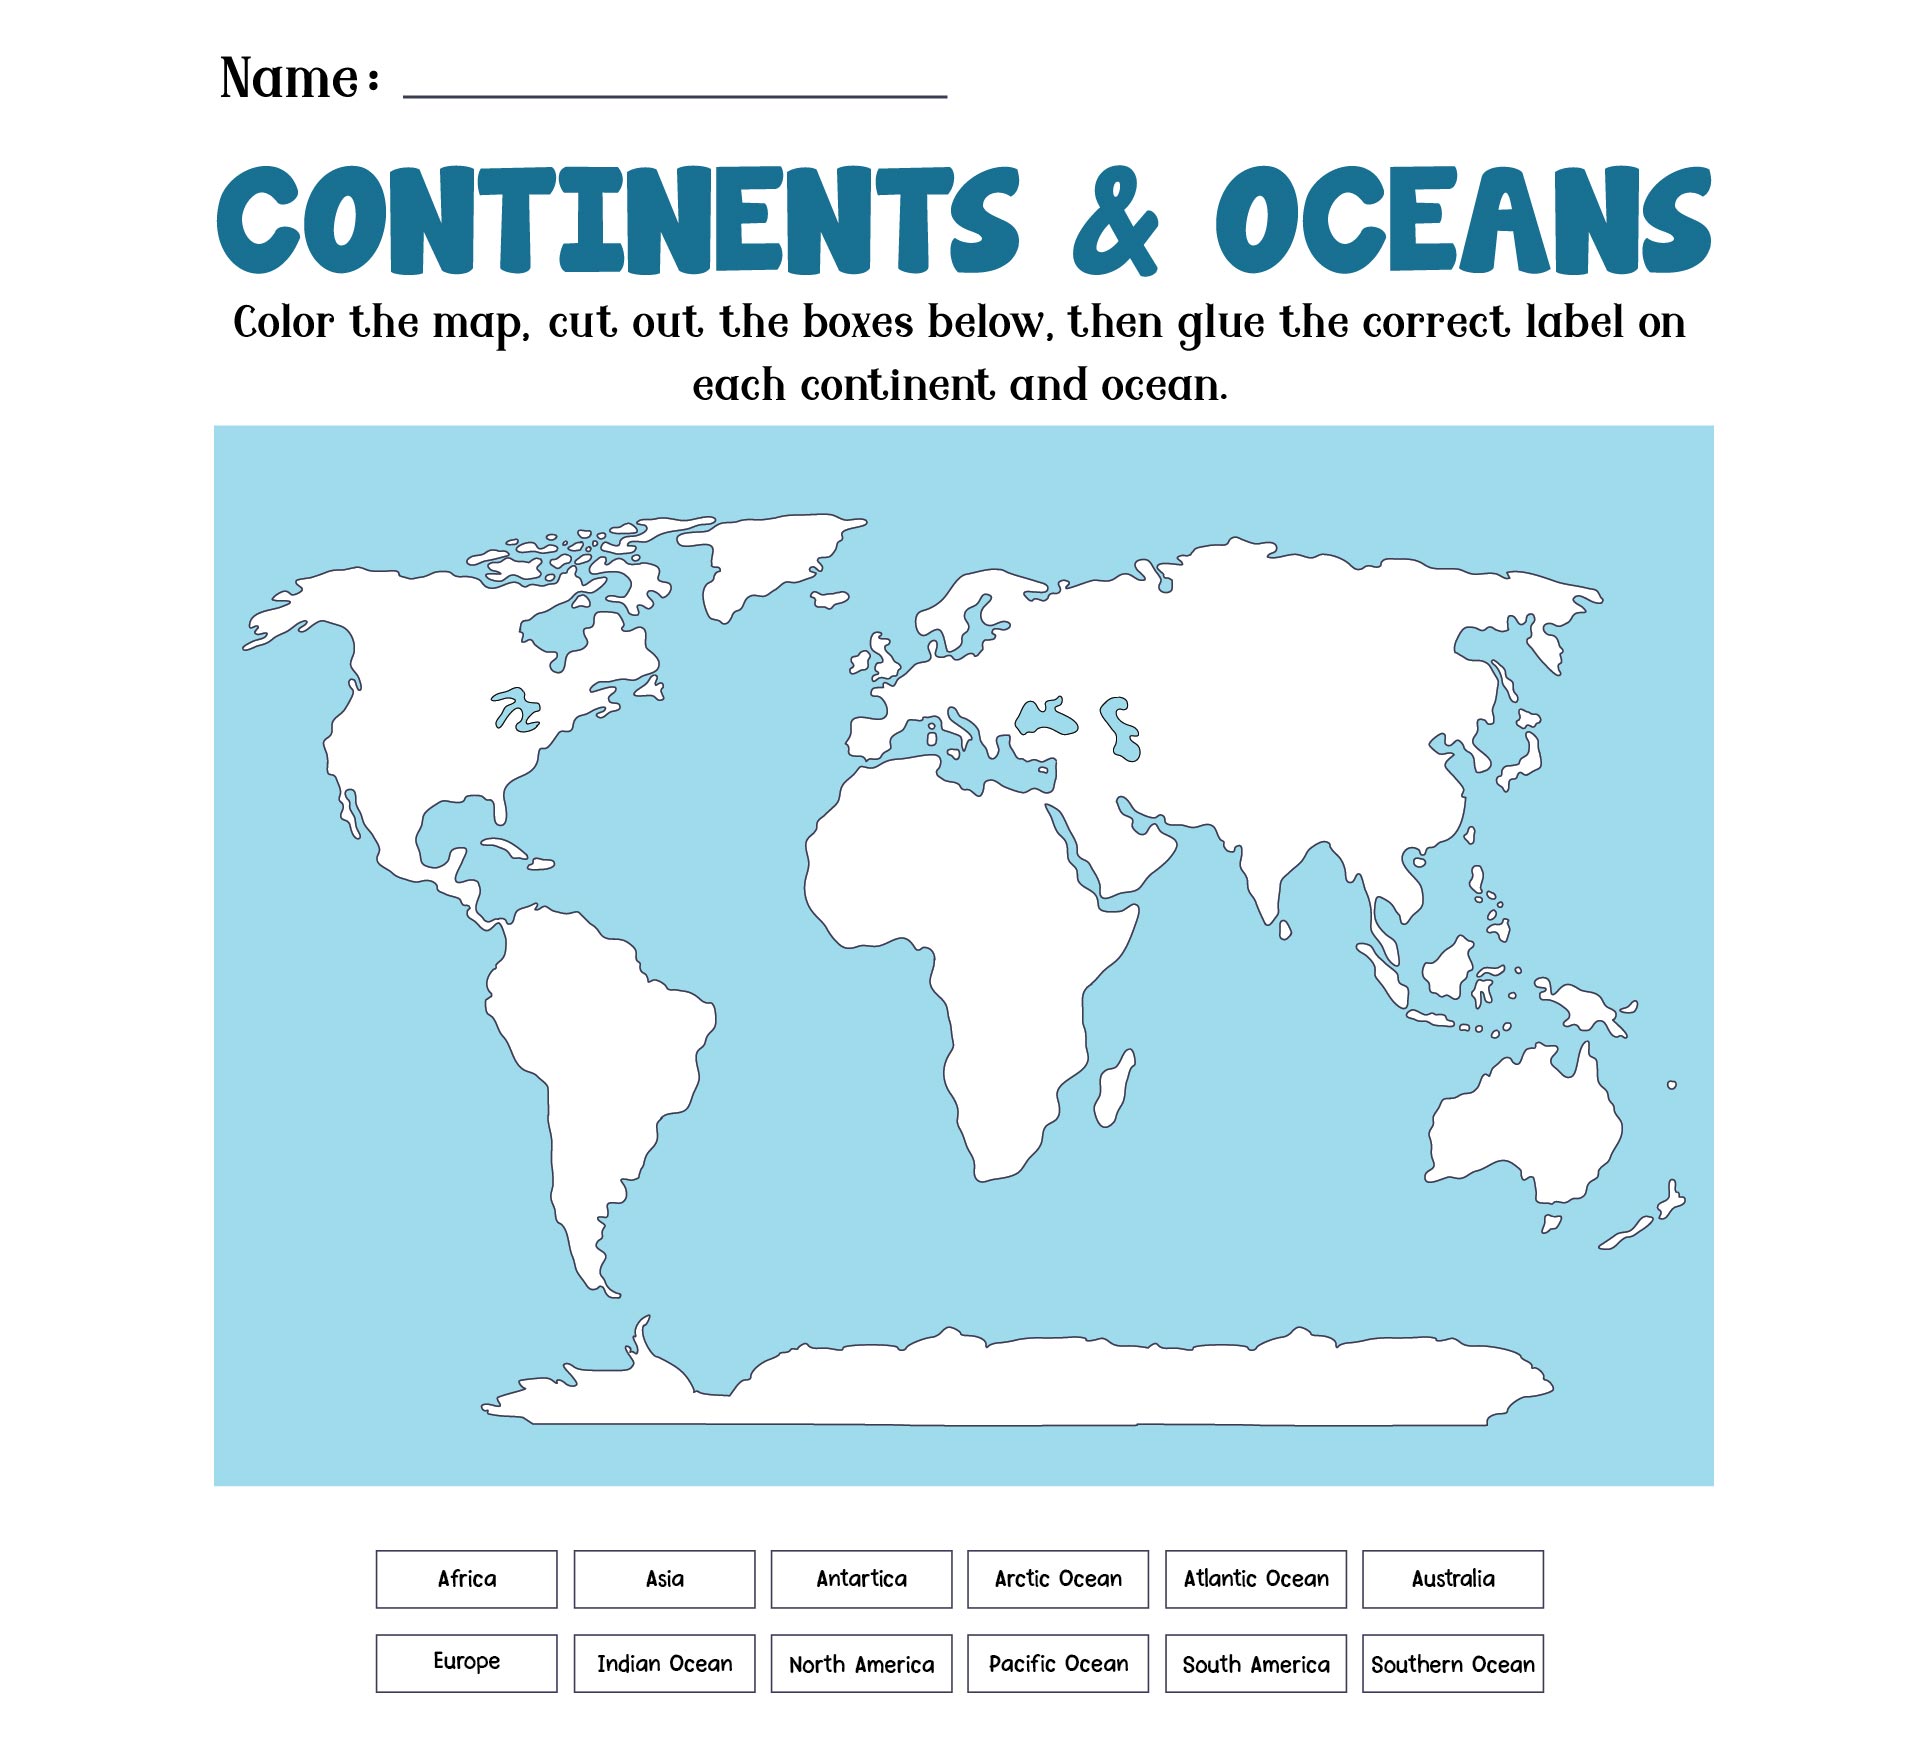 Name:
CONTINENTS & OCEANS
Color the map, cut out the boxes below, then glue the correct label on
each continent and ocean.
Africa
Asia
Antartica
Arctic Ocean
Atlantic Ocean
Australia
Europe
Indian Ocean
North America
Pacific Ocean
South America
Southern Ocean